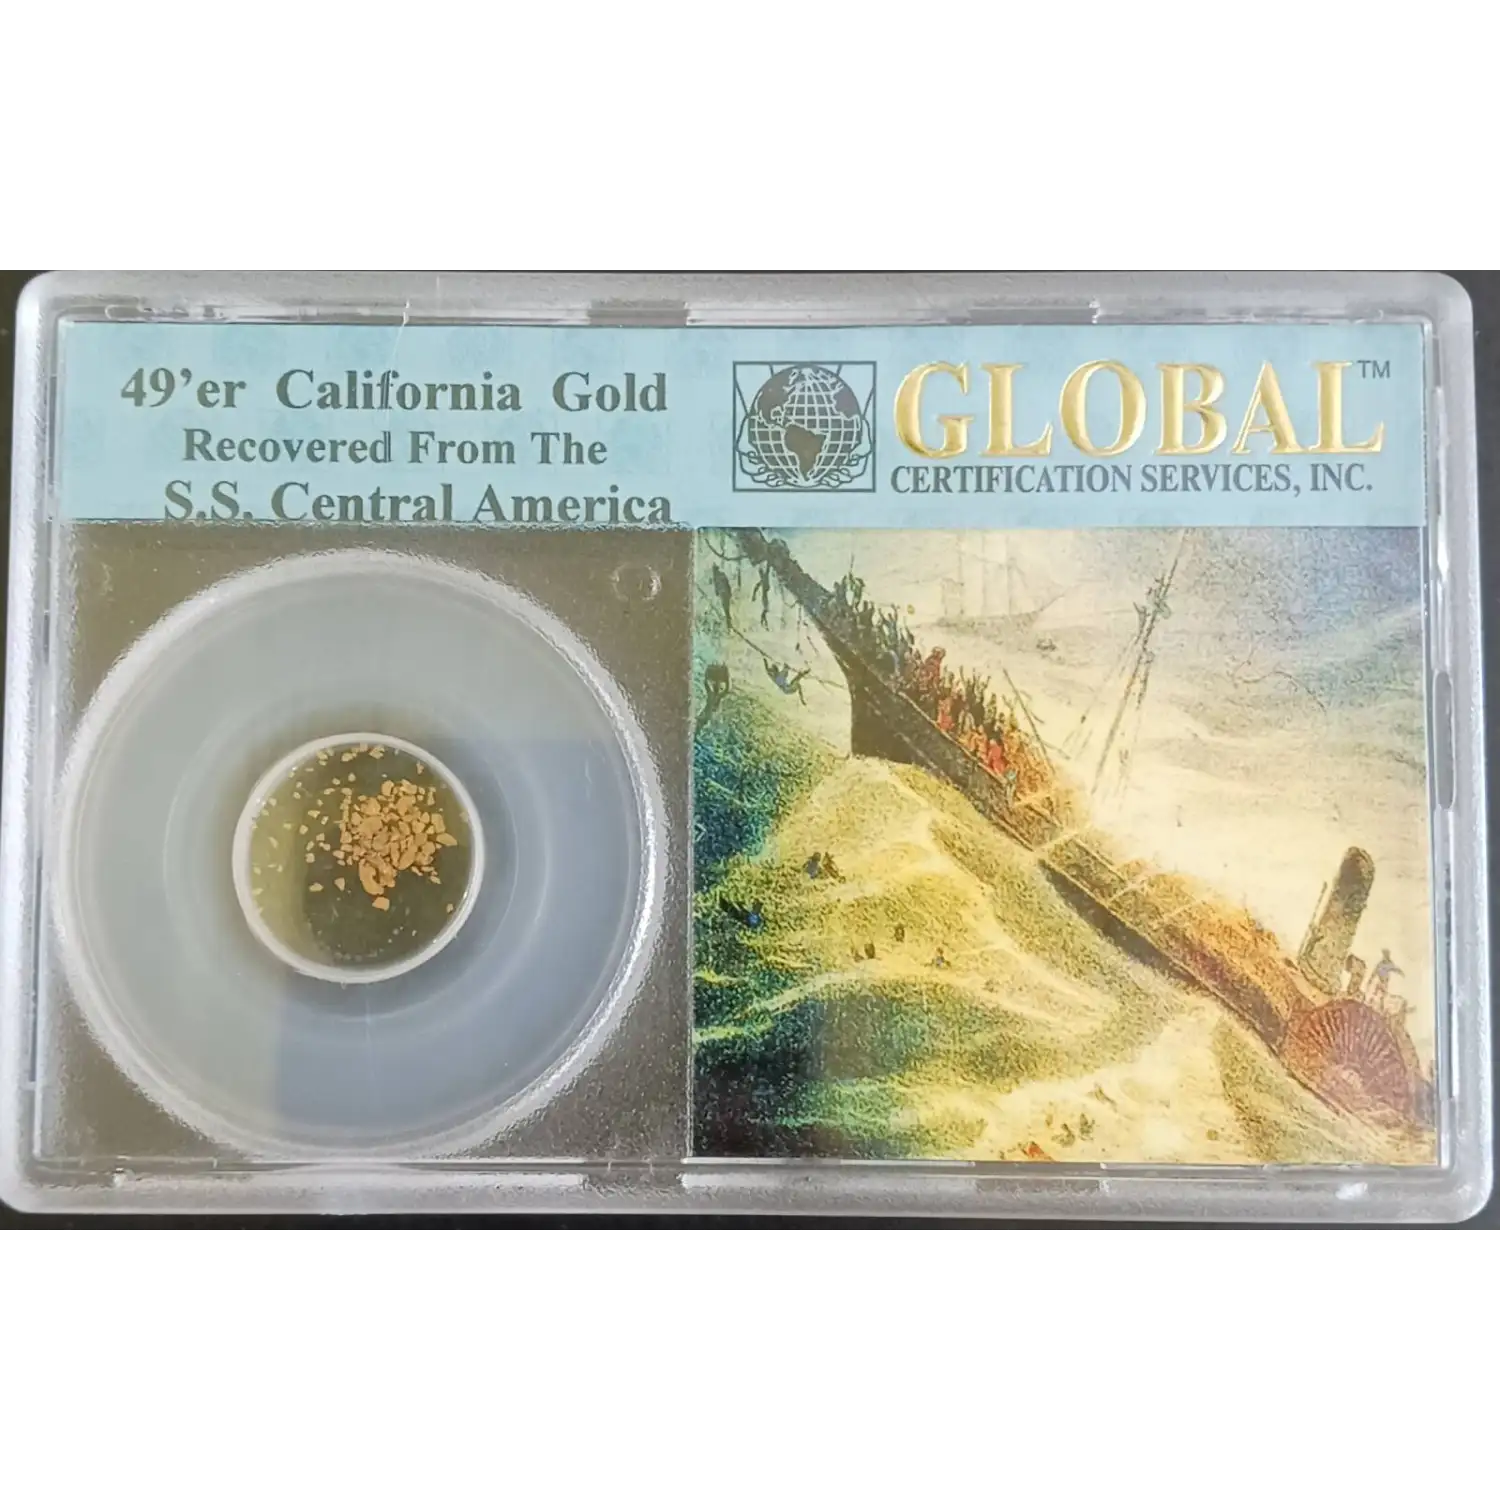 49'er California Gold
Recovered From The
S.S. Central America
GLOBAL™
CERTIFICATION SERVICES, INC.